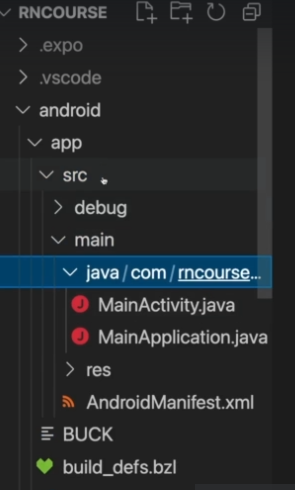 RNCOURSE
.expo
.vscode
android
app
src
debug
main
java/com/rncourse...
J MainActivity.java
J MainApplication.java
res
AndroidManifest.xml
BUCK
build_defs.bzl